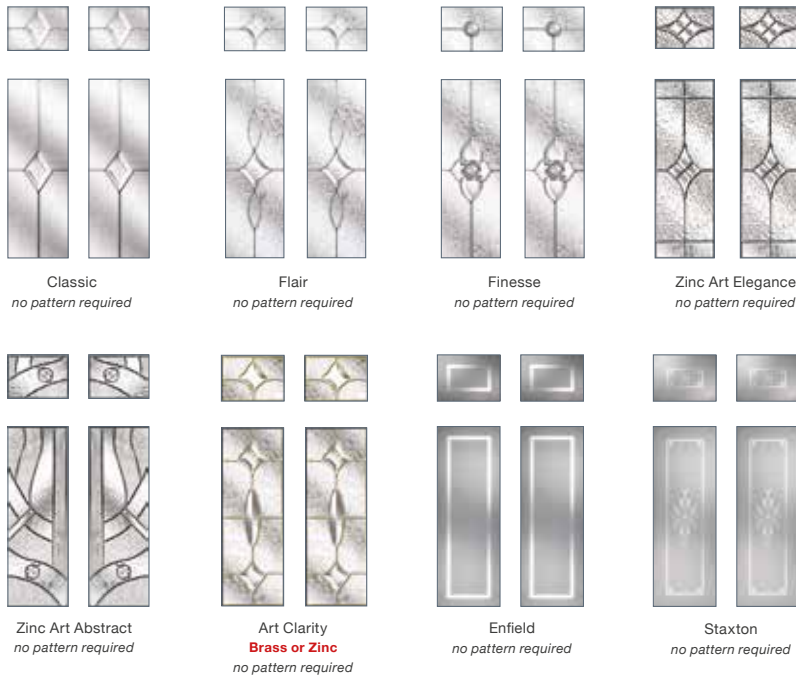 Classic
no pattern required
Flair
no pattern required
Finesse
no pattern required
Zinc Art Elegance
no pattern required
Zinc Art Abstract
no pattern required
Art Clarity
Brass or Zinc
no pattern required
Enfield
no pattern required
Staxton
no pattern required